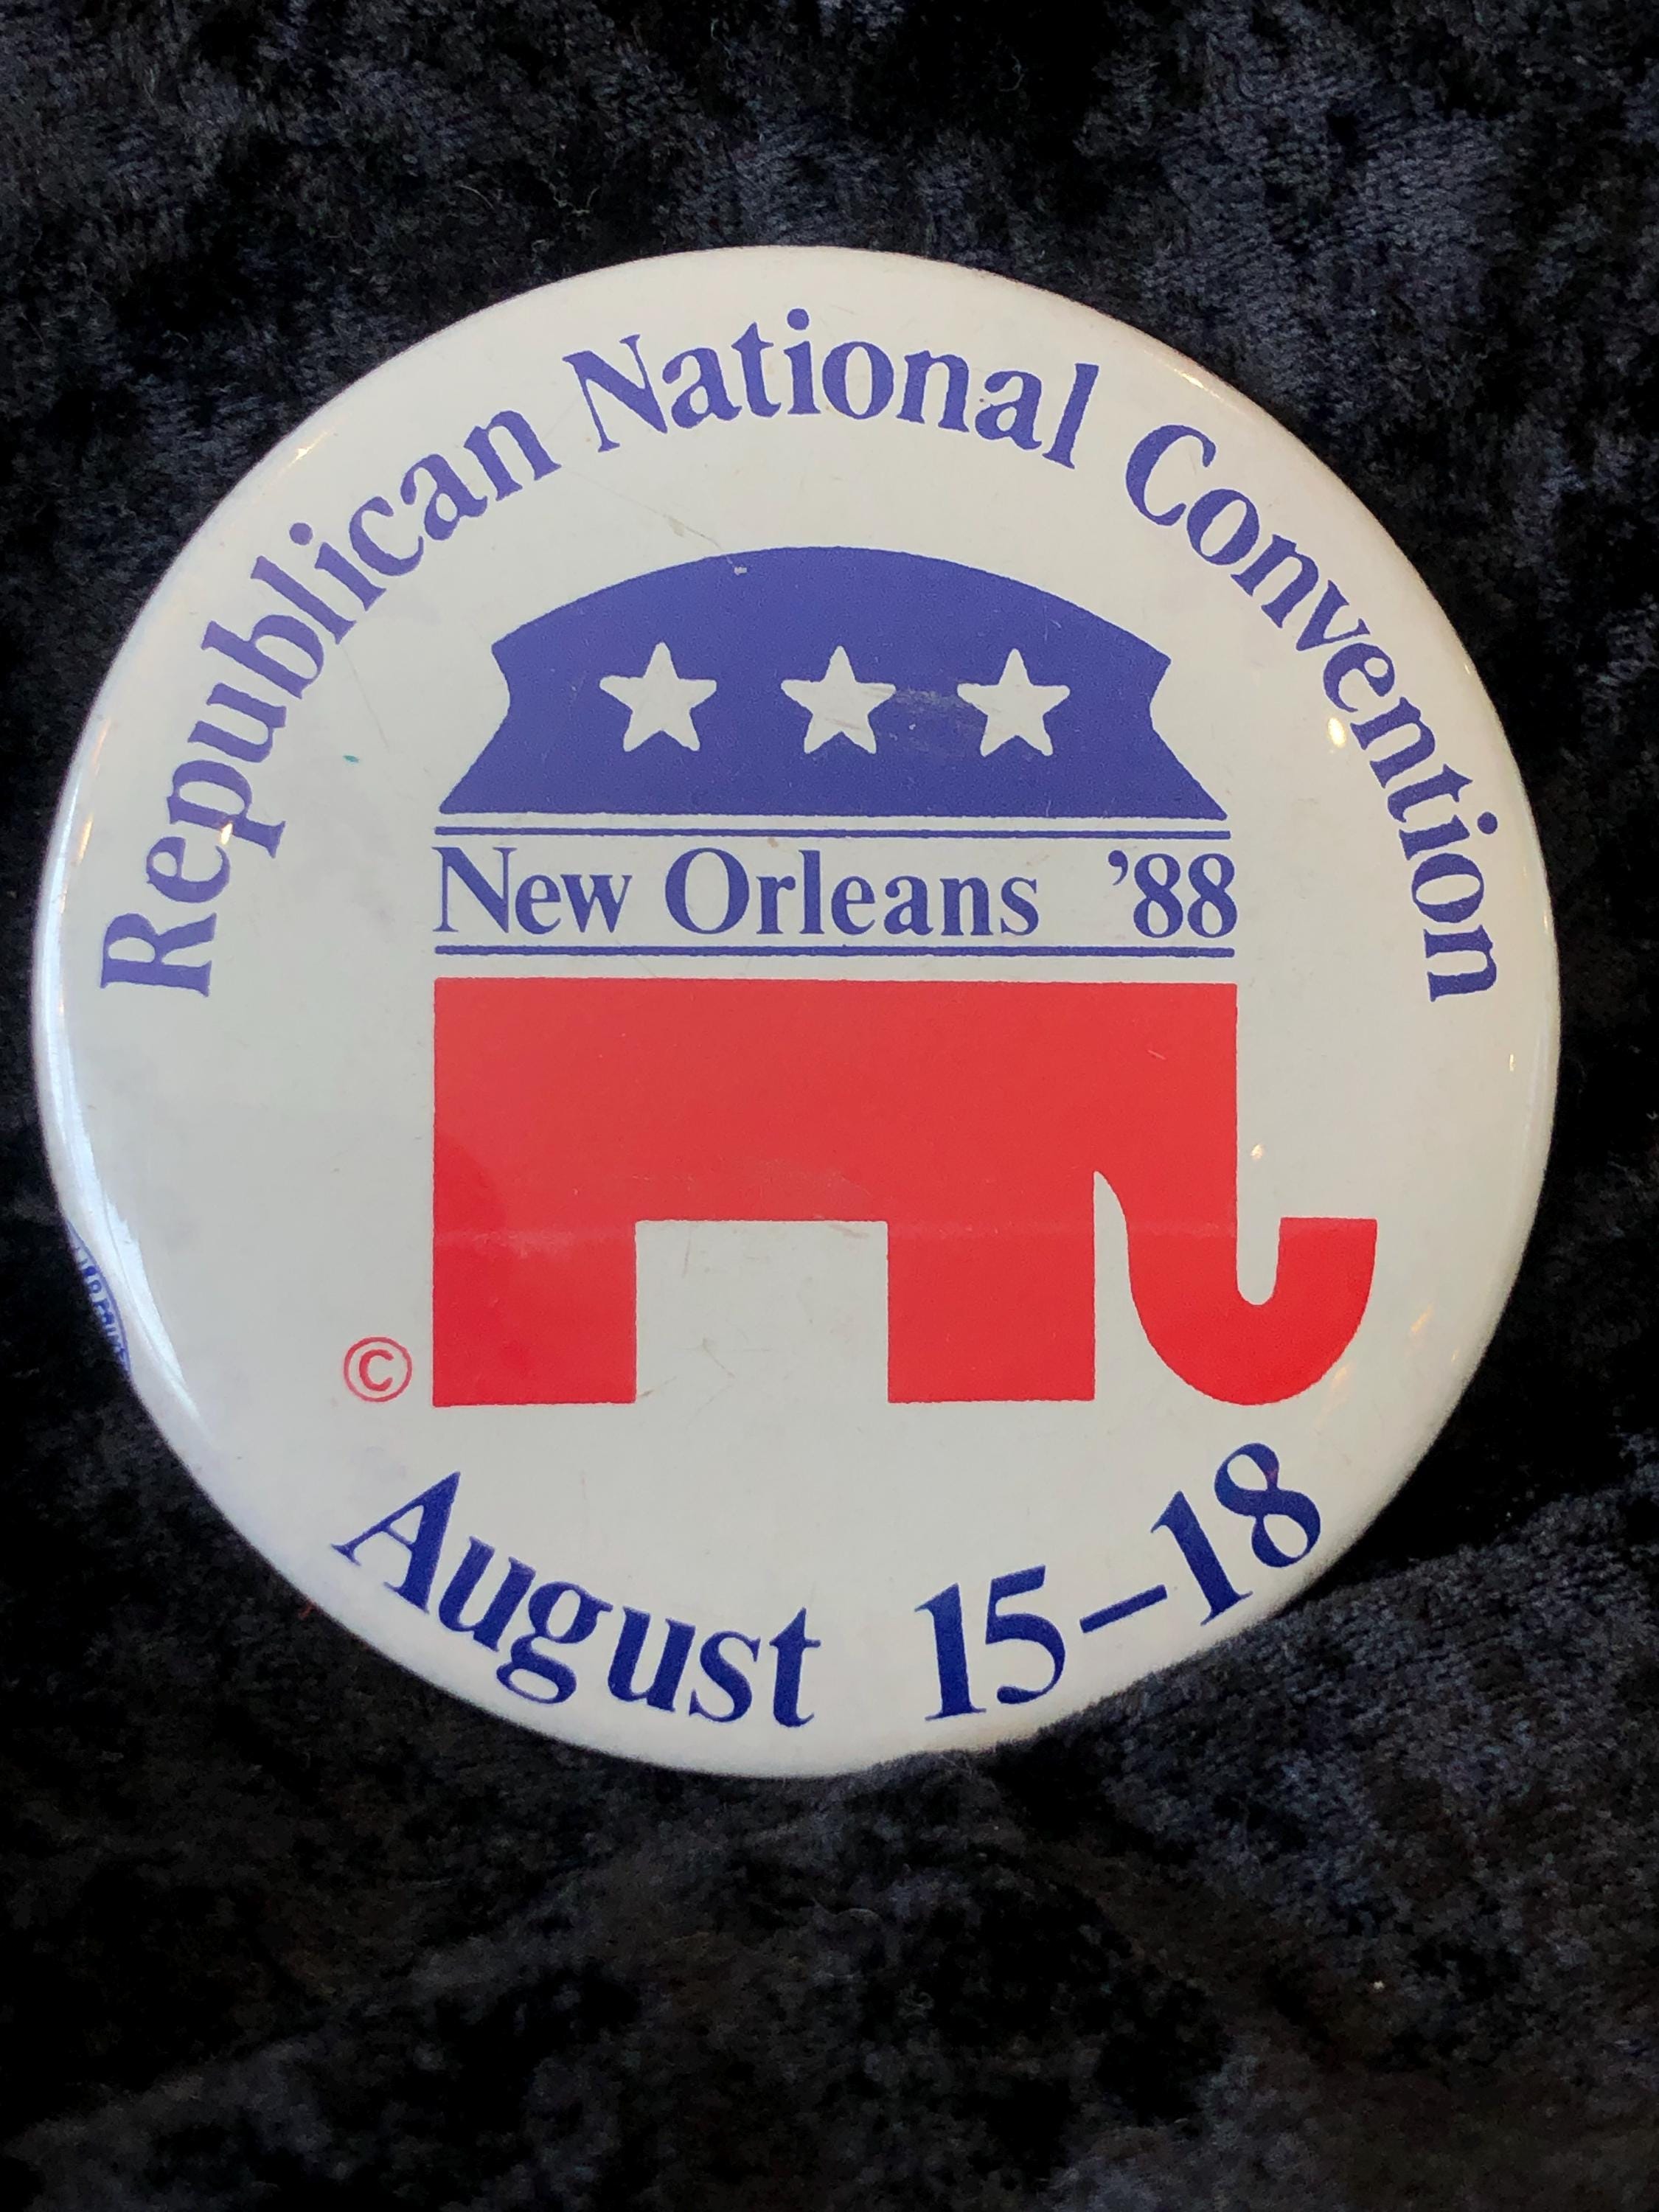 Republican National Convention
New Orleans ’88
©
August 15–18